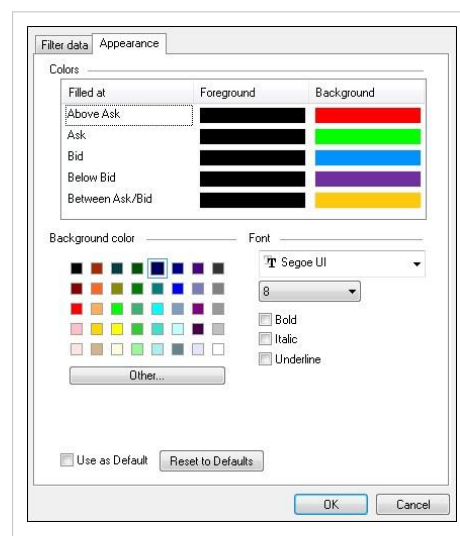 Filter data Appearance
Colors
Filled at Foreground Background
Above Ask
Ask
Bid
Below Bid
Between Ask/Bid
Background color Font
Segoe UI
8
Bold
Italic
Underline
Other...
Use as Default Reset to Defaults
OK Cancel